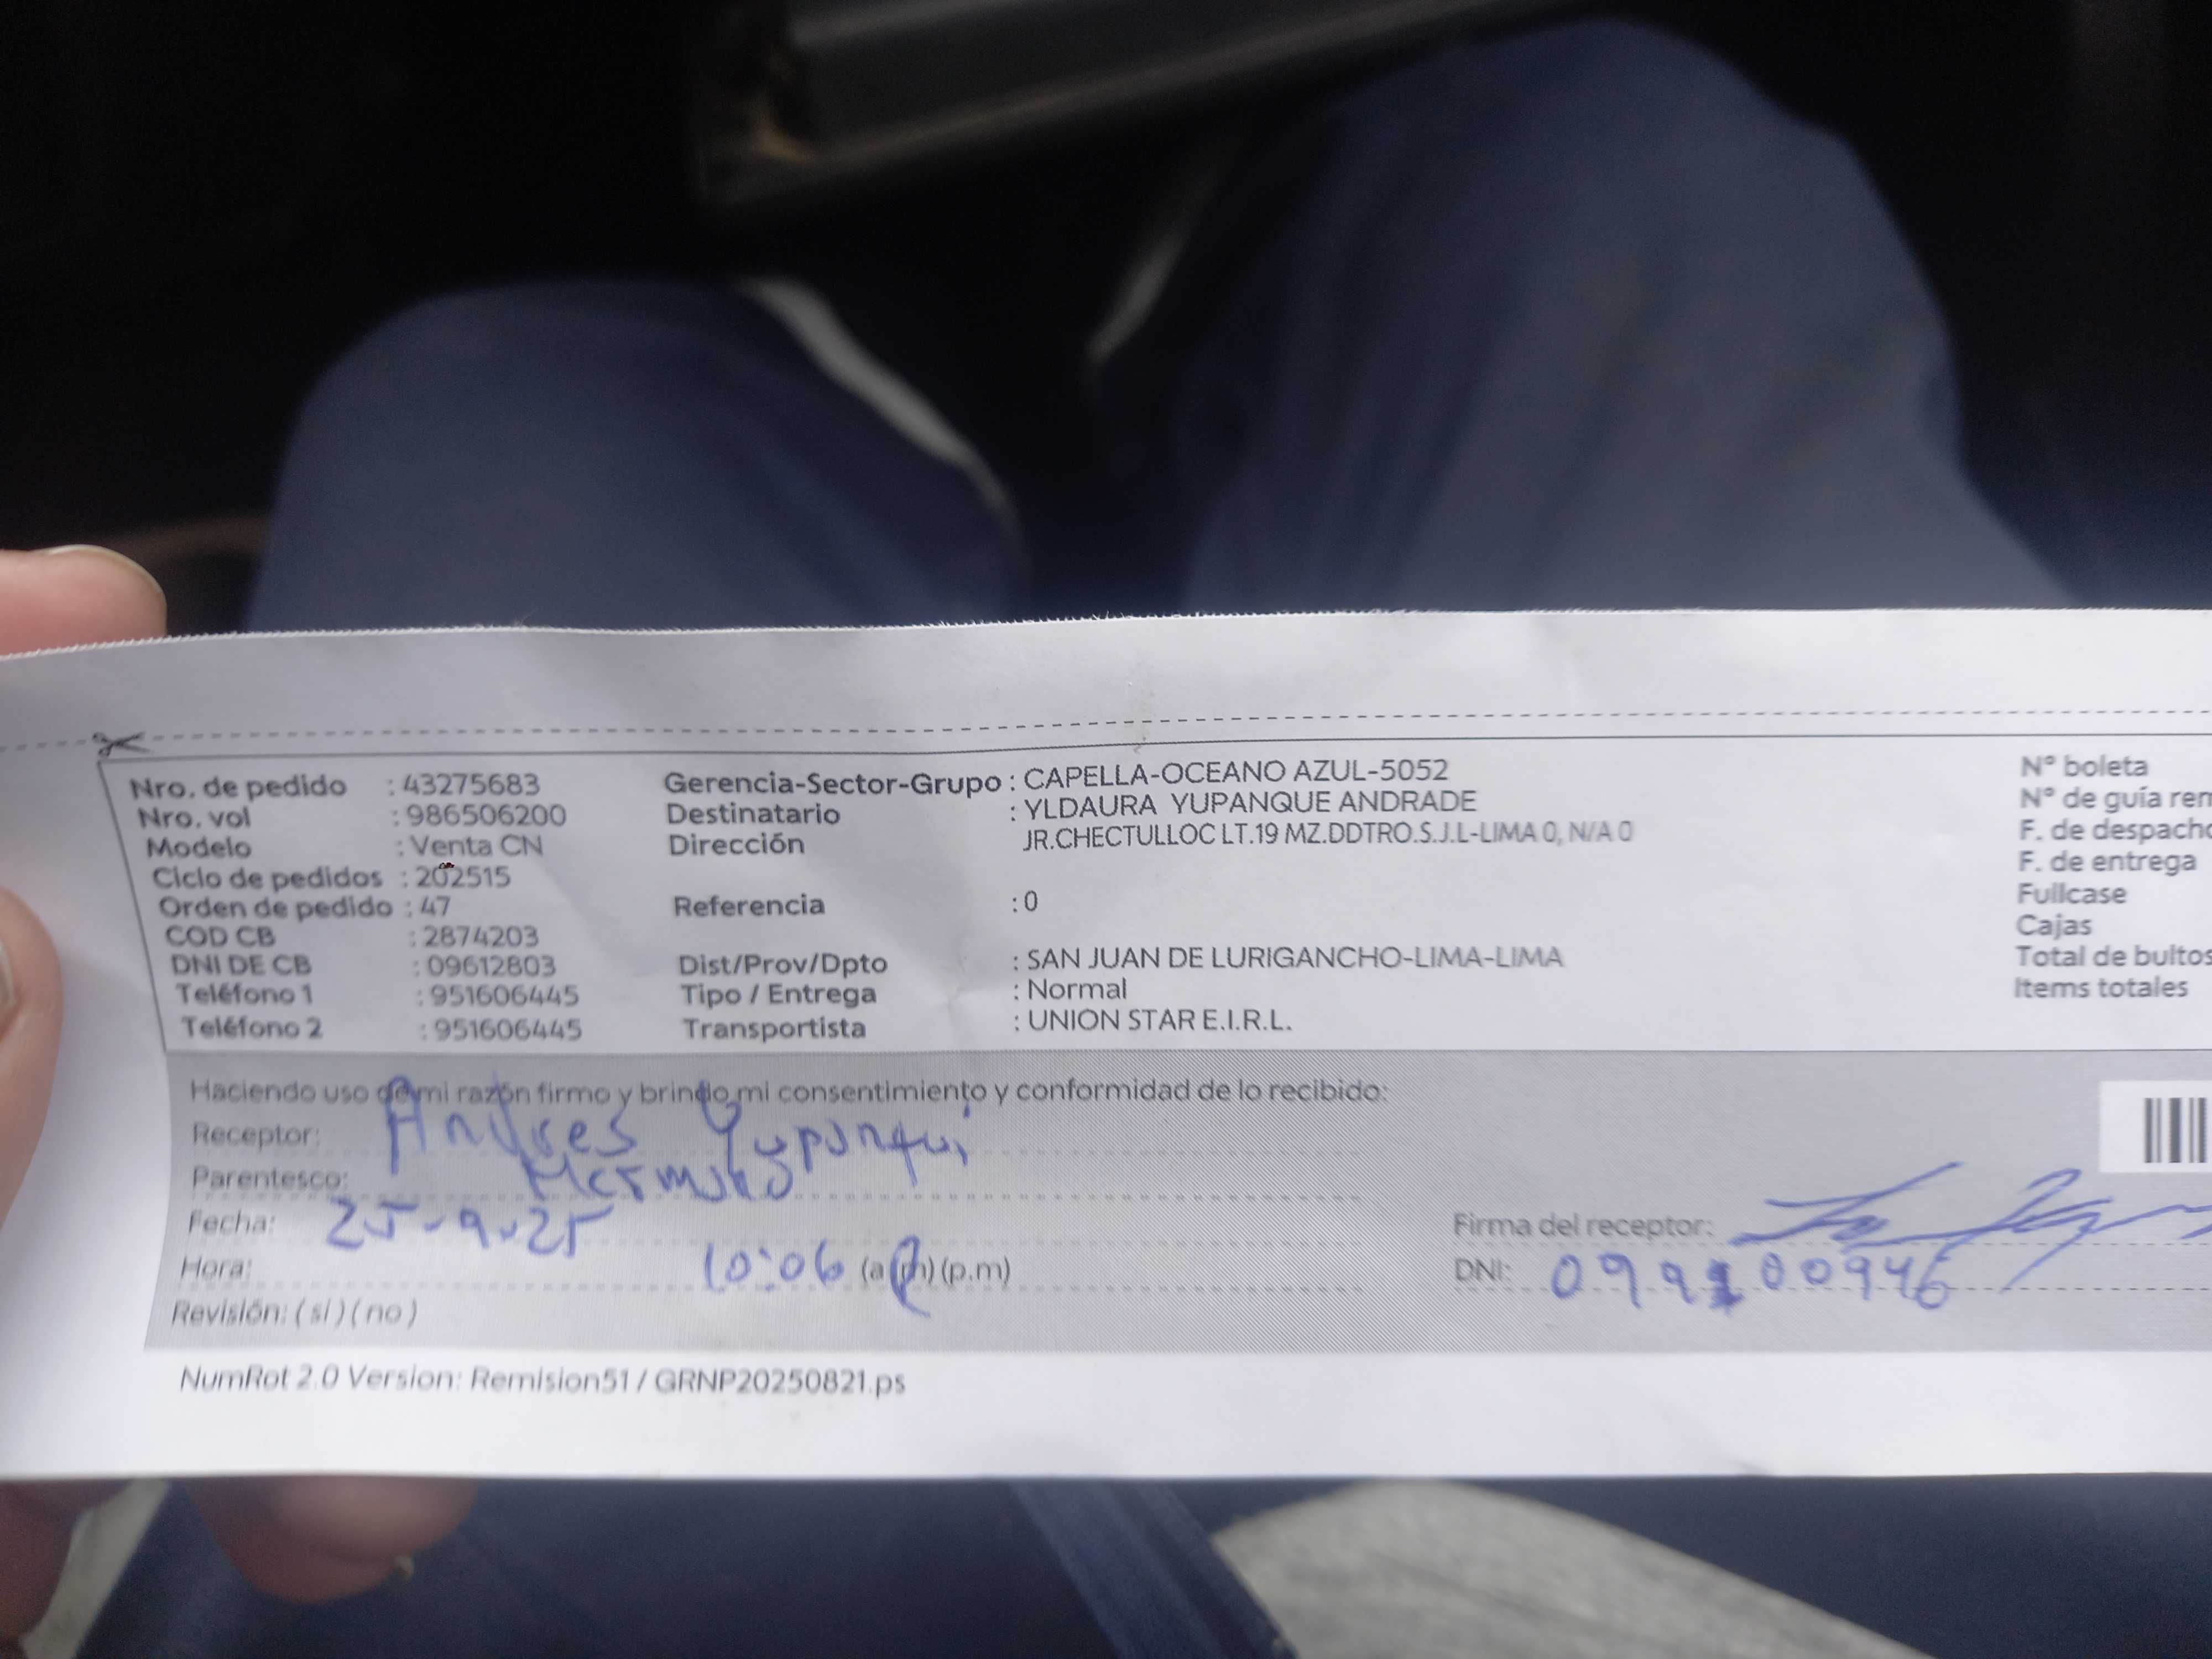 Nro. de pedido : 43275683 Gerencia-Sector-Grupo : CAPELLA-OCEANO AZUL-5052 N° boleta
Nro. vol : 986506200 Destinatario : YLDAURA YUPANQUE ANDRADE N° de guía rem
Modelo : Venta CN Dirección JR.CHECTULLOC LT.19 MZ.DDTRO.S.J.L-LIMA 0, N/A 0 F. de despacho
Ciclo de pedidos : 202515 F. de entrega
Orden de pedido : 47 Referencia : 0 Fullcase
COD CB : 2874203 Cajas
DNI DE CB : 09612803 Dist/Prov/Dpto : SAN JUAN DE LURIGANCHO-LIMA-LIMA Total de bultos
Teléfono 1 : 951606445 Tipo / Entrega : Normal Items totales
Teléfono 2 : 951606445 Transportista : UNION STAR E.I.R.L.
Haciendo uso de mi razón firmo y brindo mi consentimiento y conformidad de lo recibido:
Receptor: Andres Yupanqui
Parentesco: Hermano
Fecha: 25-9-25 Firma del receptor:
Hora: 10:06 (a.m) (p.m) DNI:
Revisión: ( si ) ( no )
NumRot 2.0 Version: Remision51 / GRNP20250821.ps